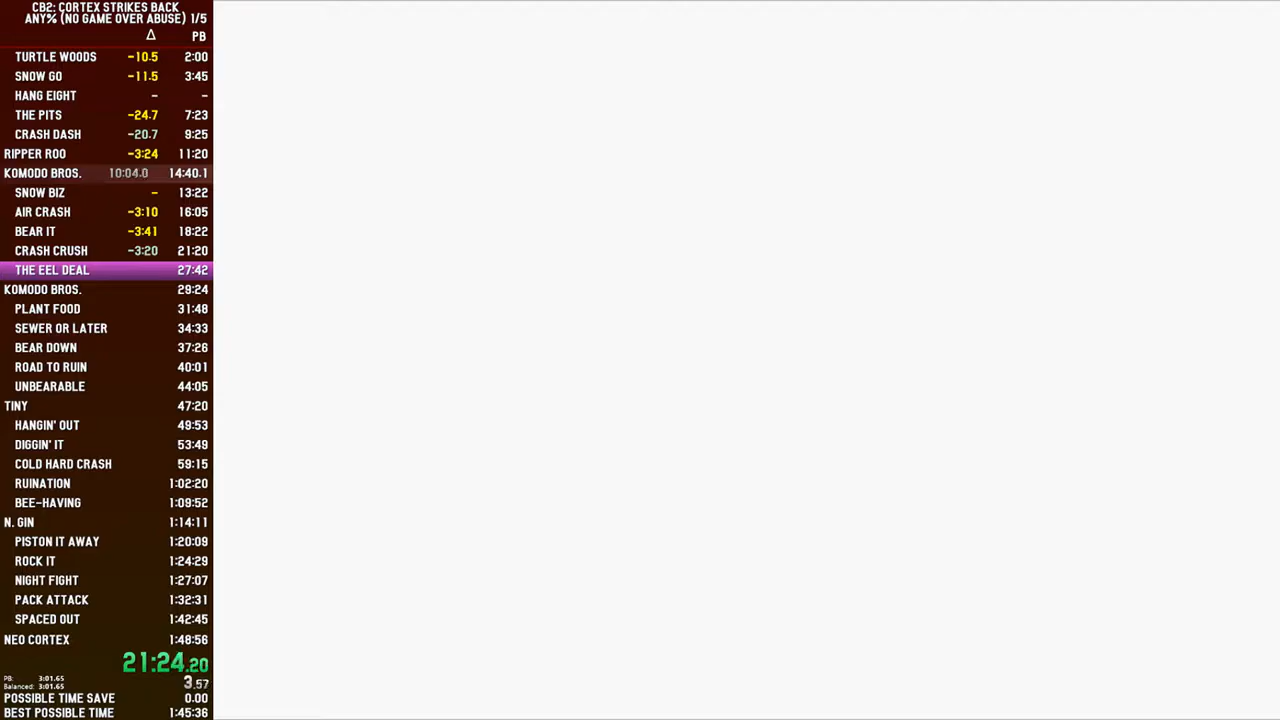 CB2: CORTEX STRIKES BACK
ANY% (NO GAME OVER ABUSE) 1/5
Δ PB
TURTLE WOODS -10.5 2:00
SNOW GO -11.5 3:45
HANG EIGHT - -
THE PITS -24.7 7:23
CRASH DASH -20.7 9:25
RIPPER ROO -3:24 11:20
KOMODO BROS. 10:04.0 14:40.1
SNOW BIZ - 13:22
AIR CRASH -3:10 16:05
BEAR IT -3:41 18:22
CRASH CRUSH -3:20 21:20
THE EEL DEAL 27:42
KOMODO BROS. 29:24
PLANT FOOD 31:48
SEWER OR LATER 34:33
BEAR DOWN 37:26
ROAD TO RUIN 40:01
UNBEARABLE 44:05
TINY 47:20
HANGIN' OUT 49:53
DIGGIN' IT 53:49
COLD HARD CRASH 59:15
RUINATION 1:02:20
BEE-HAVING 1:09:52
N. GIN 1:14:11
PISTON IT AWAY 1:20:09
ROCK IT 1:24:29
NIGHT FIGHT 1:27:07
PACK ATTACK 1:32:31
SPACED OUT 1:42:45
NEO CORTEX 1:48:56
21:24.20
PB: 3:01.65
Balanced: 3:01.65 3.57
POSSIBLE TIME SAVE 0.00
BEST POSSIBLE TIME 1:45:36